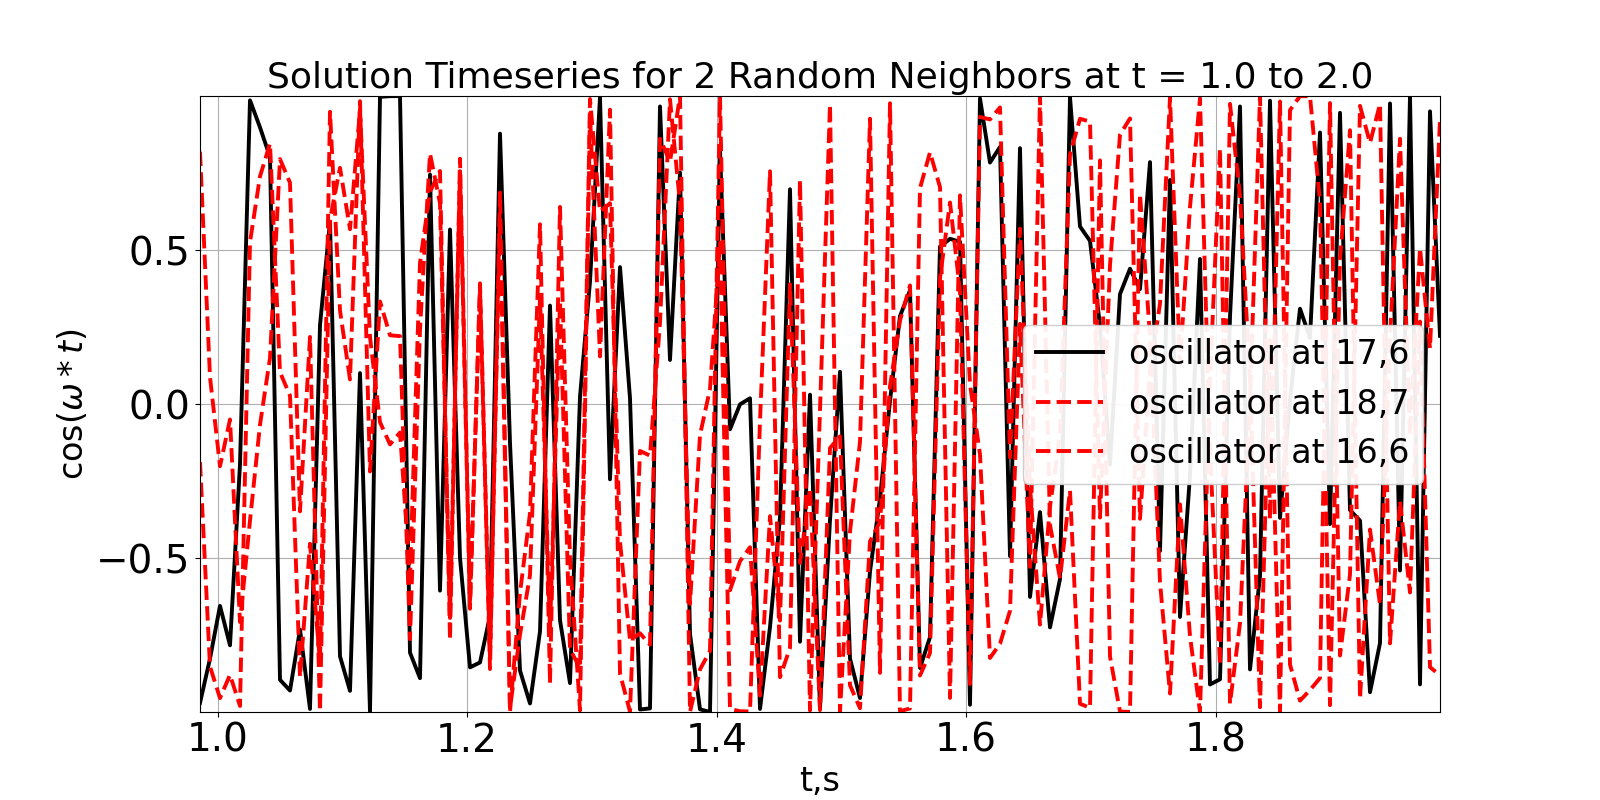 Solution Timeseries for 2 Random Neighbors at t = 1.0 to 2.0
cos(ω * t)
0.5
0.0
−0.5
oscillator at 17,6
oscillator at 18,7
oscillator at 16,6
1.0 1.2 1.4 1.6 1.8
t,s